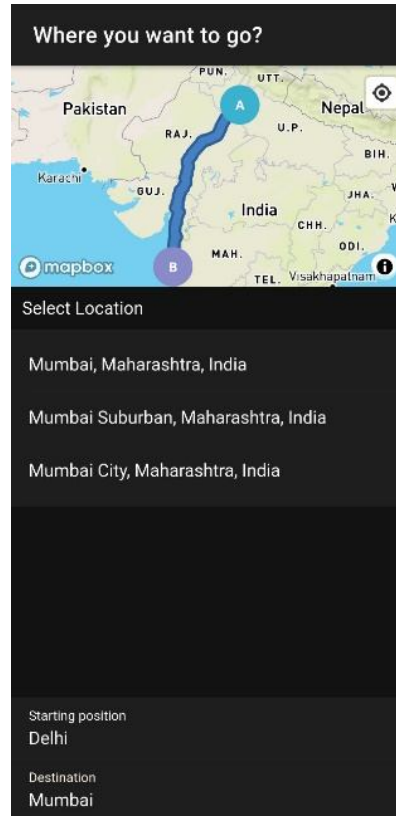 Where you want to go?
PUN.
UTT.
A
Pakistan
Nepal
RAJ.
U.P.
BIH.
Karachi
GUJ.
JHA.
India
CHH.
ODI.
MAH.
mapbox
B
TEL.
Visakhapatnam
Select Location
Mumbai, Maharashtra, India
Mumbai Suburban, Maharashtra, India
Mumbai City, Maharashtra, India
Starting position
Delhi
Destination
Mumbai